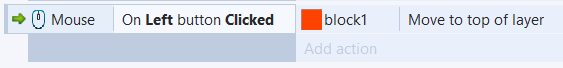 Mouse On Left button Clicked block1 Move to top of layer
Add action